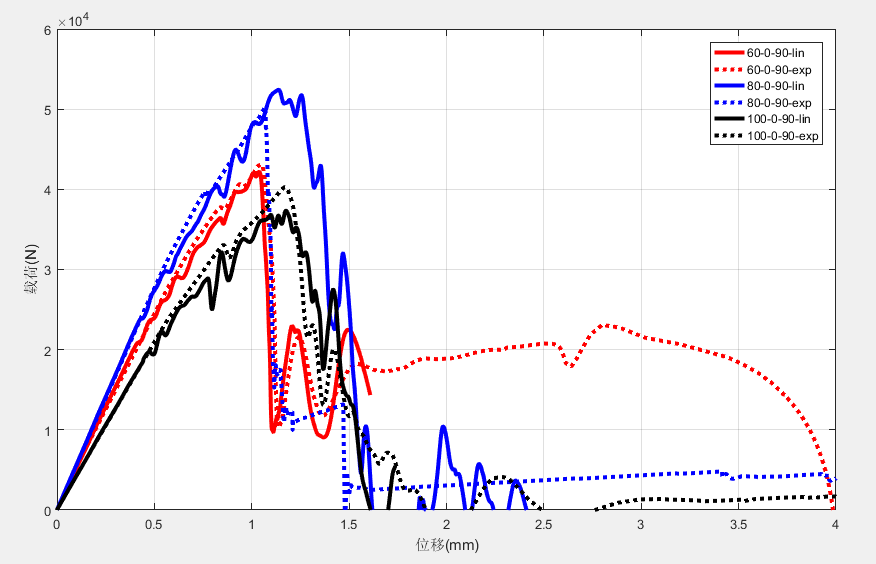 ×10⁴
6
5
4
3
2
1
0
0
0.5
1
1.5
2
2.5
3
3.5
4
载荷(N)
位移(mm)
60-0-90-lin
60-0-90-exp
80-0-90-lin
80-0-90-exp
100-0-90-lin
100-0-90-exp